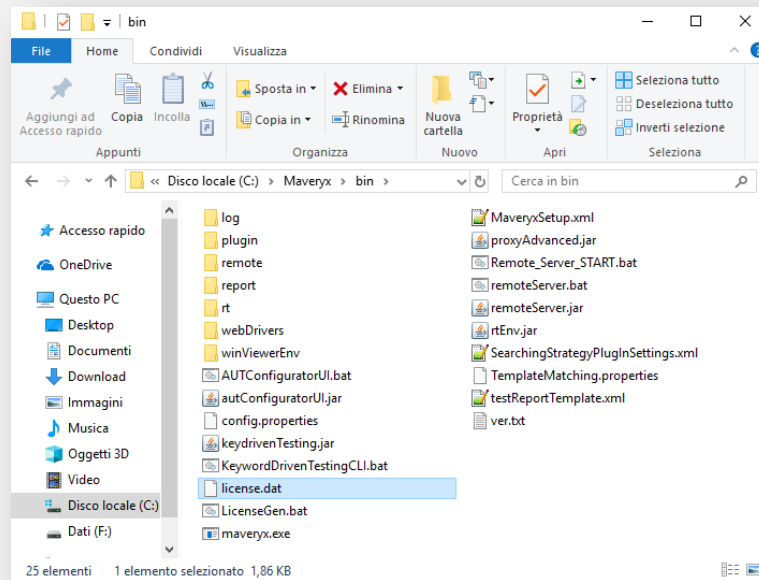 bin
File Home Condividi Visualizza
Aggiungi ad Accesso rapido
Copia
Incolla
Appunti
Sposta in
Copia in
Elimina
Rinomina
Organizza
Nuova cartella
Nuovo
Proprietà
Apri
Seleziona tutto
Deseleziona tutto
Inverti selezione
Seleziona
« Disco locale (C:) > Maveryx > bin >
Cerca in bin
Accesso rapido
OneDrive
Questo PC
Desktop
Documenti
Download
Immagini
Musica
Oggetti 3D
Video
Disco locale (C:)
Dati (F:)
log
plugin
remote
report
rt
webDrivers
winViewerEnv
AUTConfiguratorUI.bat
autConfiguratorUI.jar
config.properties
keydrivenTesting.jar
KeywordDrivenTestingCLI.bat
license.dat
LicenseGen.bat
maveryx.exe
MaveryxSetup.xml
proxyAdvanced.jar
Remote_Server_START.bat
remoteServer.bat
remoteServer.jar
rtEnv.jar
SearchingStrategyPlugInSettings.xml
TemplateMatching.properties
testReportTemplate.xml
ver.txt
25 elementi 1 elemento selezionato 1,86 KB